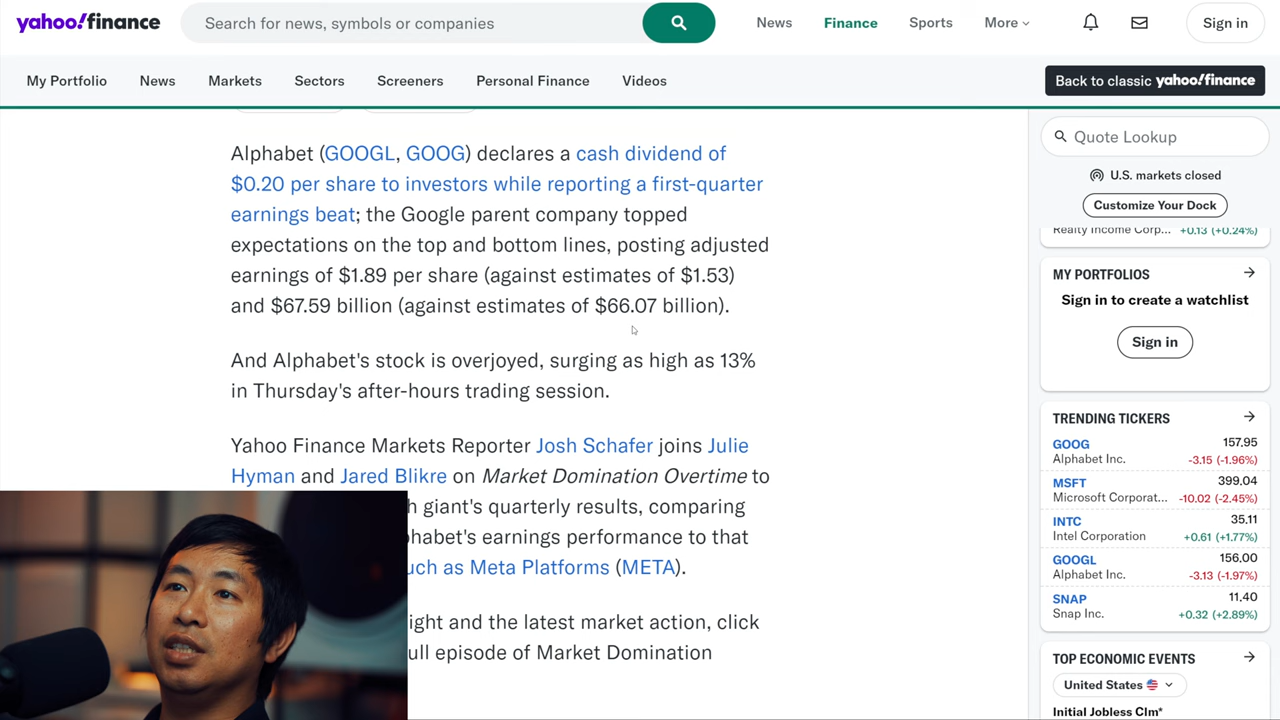 yahoo!finance
Search for news, symbols or companies
News
Finance
Sports
More
Sign in
My Portfolio
News
Markets
Sectors
Screeners
Personal Finance
Videos
Back to classic yahoo!finance
Alphabet (GOOGL, GOOG) declares a cash dividend of
$0.20 per share to investors while reporting a first-quarter
earnings beat; the Google parent company topped
expectations on the top and bottom lines, posting adjusted
earnings of $1.89 per share (against estimates of $1.53)
and $67.59 billion (against estimates of $66.07 billion).
And Alphabet's stock is overjoyed, surging as high as 13%
in Thursday's after-hours trading session.
Yahoo Finance Markets Reporter Josh Schafer joins Julie
Hyman and Jared Blikre on Market Domination Overtime to
h giant's quarterly results, comparing
phabet's earnings performance to that
uch as Meta Platforms (META).
ight and the latest market action, click
ull episode of Market Domination
Quote Lookup
U.S. markets closed
Customize Your Dock
Realty Income Corp... +0.13 (+0.24%)
MY PORTFOLIOS
Sign in to create a watchlist
Sign in
TRENDING TICKERS
GOOG 157.95
Alphabet Inc. -3.15 (-1.96%)
MSFT 399.04
Microsoft Corporat... -10.02 (-2.45%)
INTC 35.11
Intel Corporation +0.61 (+1.77%)
GOOGL 156.00
Alphabet Inc. -3.13 (-1.97%)
SNAP 11.40
Snap Inc. +0.32 (+2.89%)
TOP ECONOMIC EVENTS
United States
Initial Jobless Clm*